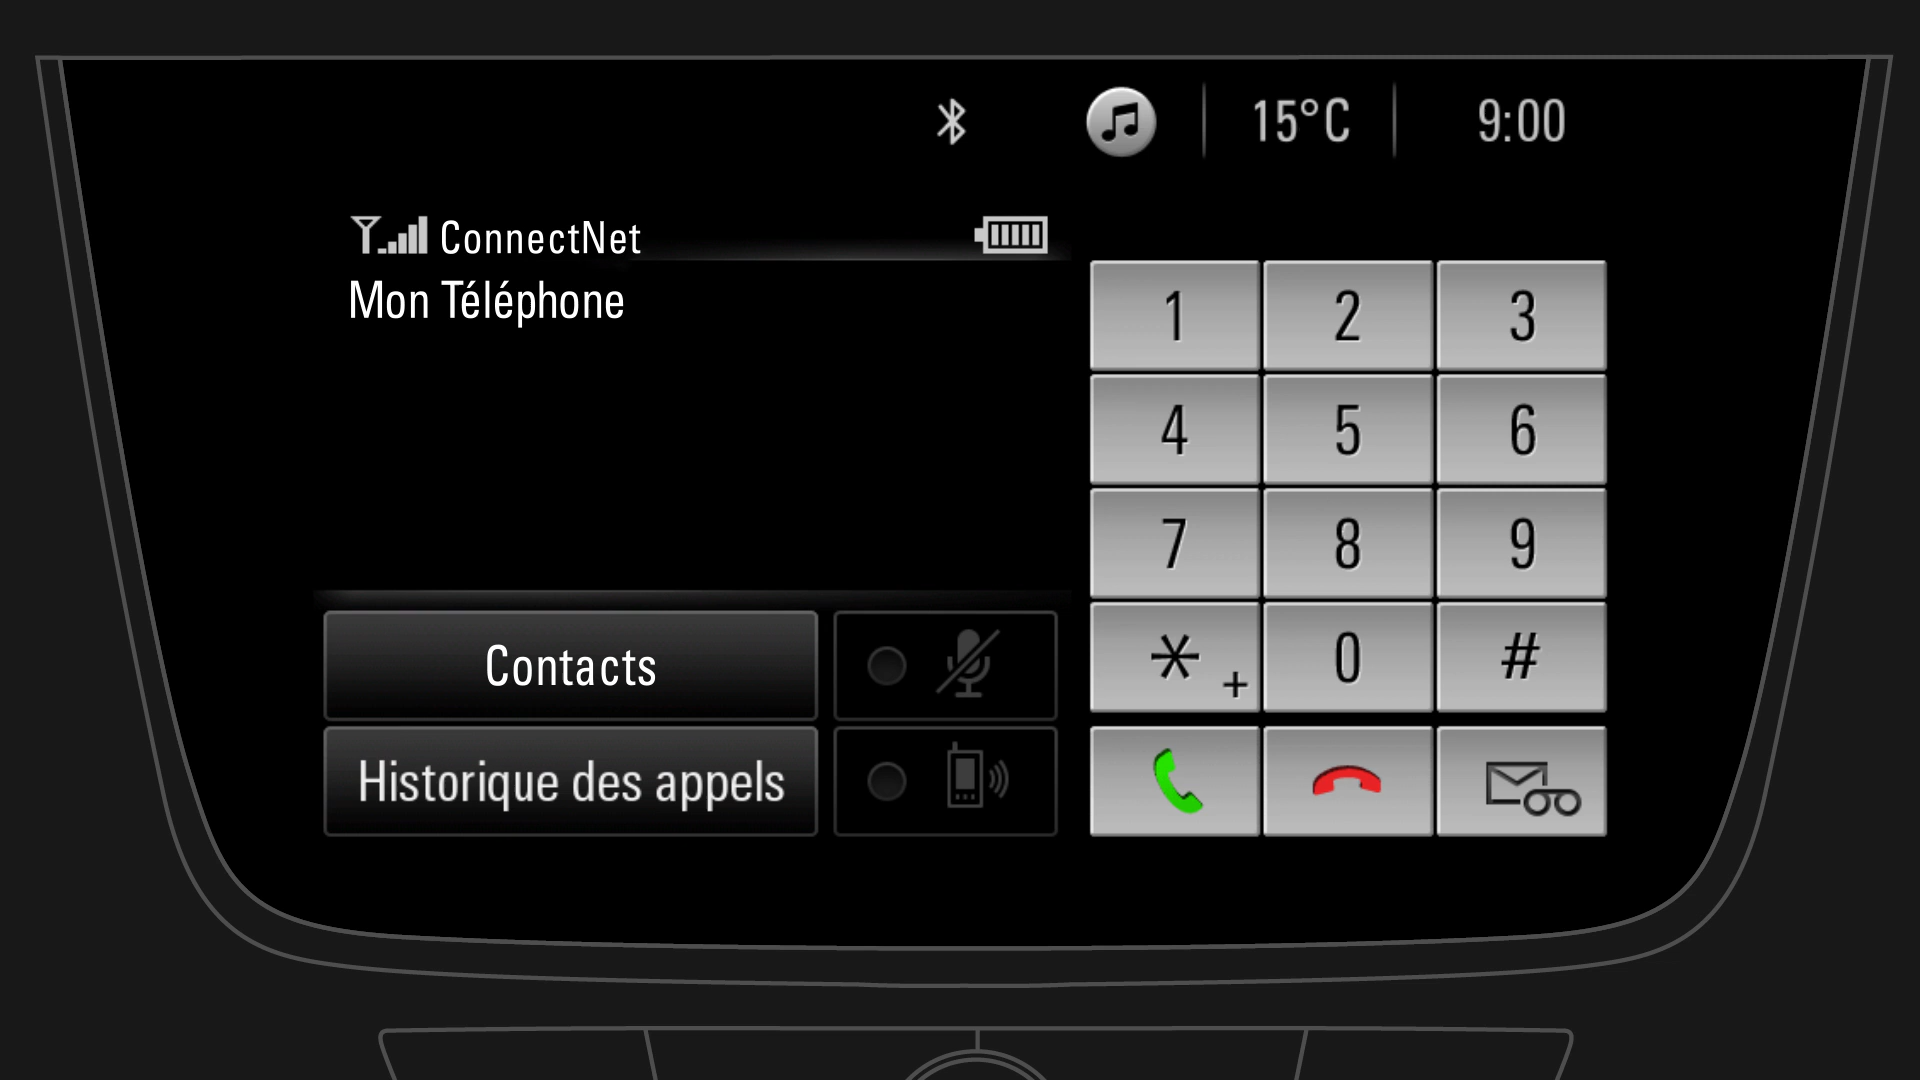 15°C 9:00
ConnectNet
Mon Téléphone
1 2 3
4 5 6
7 8 9
* + 0 #
Contacts
Historique des appels